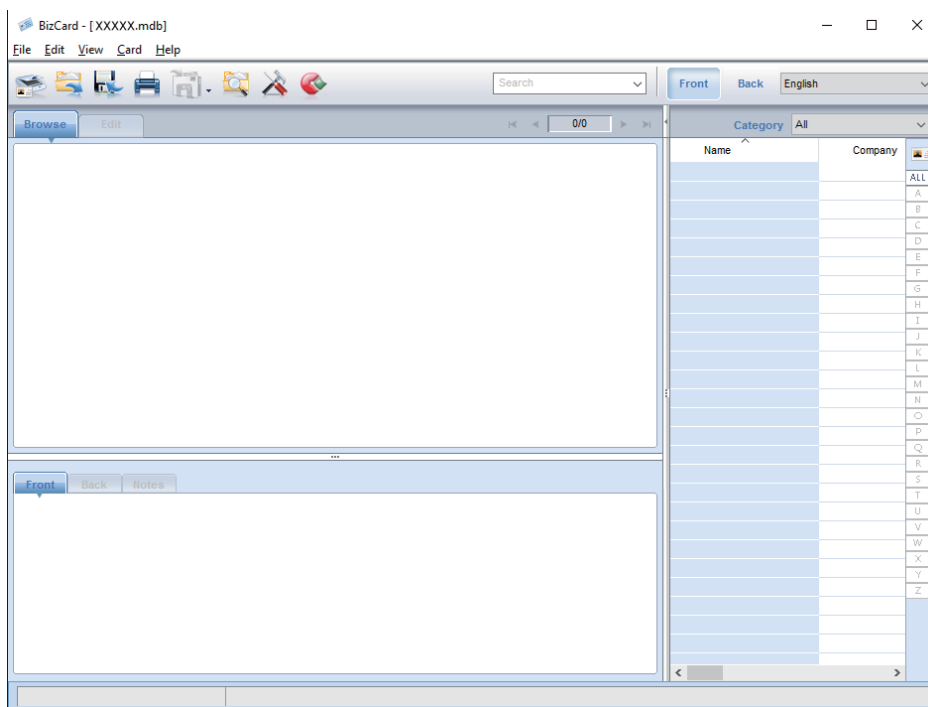 BizCard - [XXXXX.mdb]
File Edit View Card Help
Search
Front Back English
Browse Edit 0/0 Category All
Name Company
ALL
A
B
C
D
E
F
G
H
I
J
K
L
M
N
O
P
Q
R
S
T
U
V
W
X
Y
Z
Front Back Notes